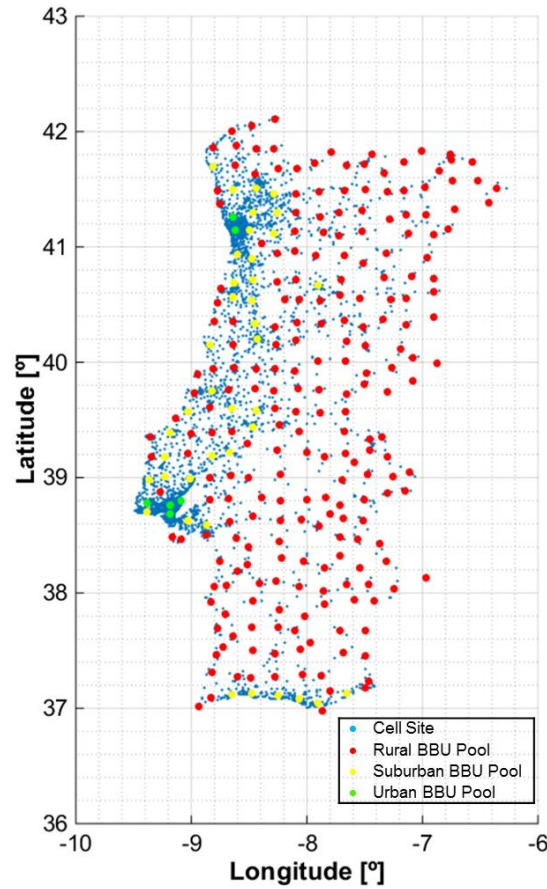 43
42
41
40
39
38
37
36
Latitude [º]
-10
-9
-8
-7
-6
Longitude [º]
Cell Site
Rural BBU Pool
Suburban BBU Pool
Urban BBU Pool